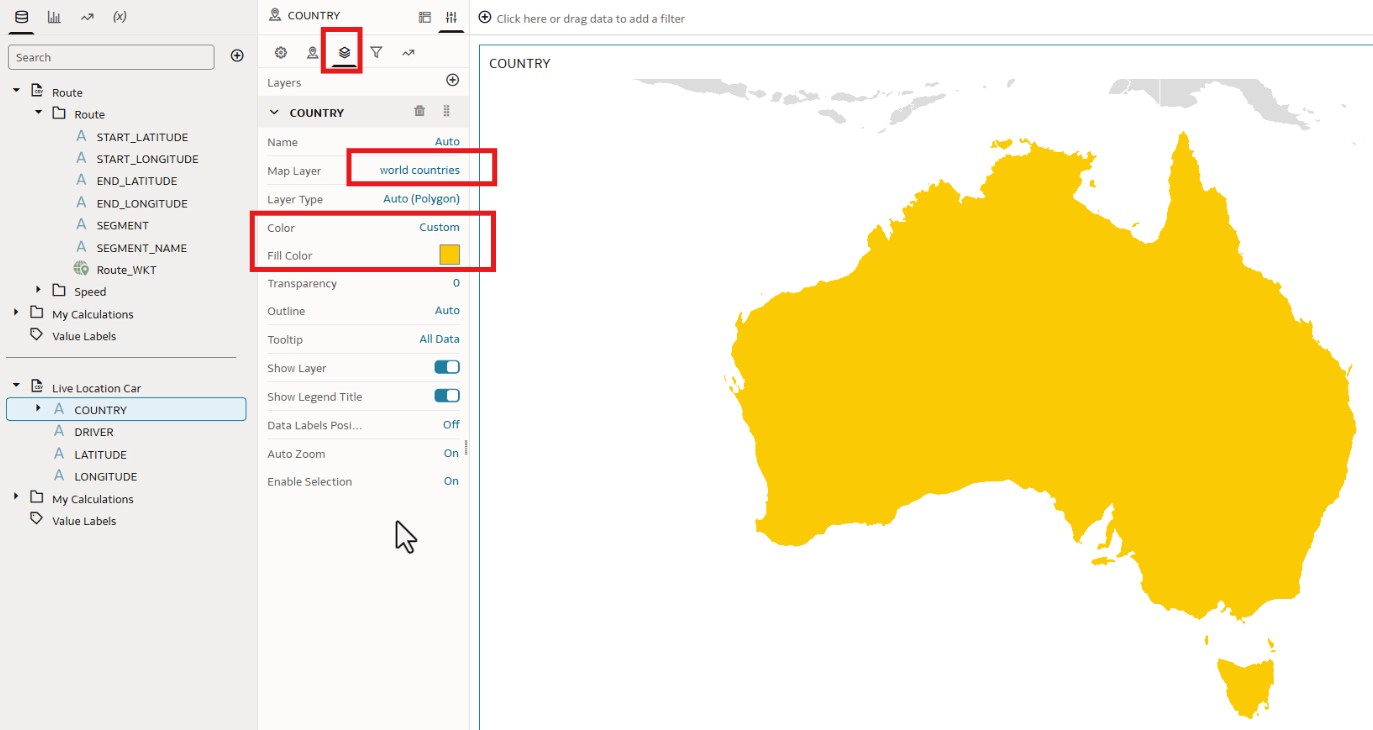 (x)
Search
Route
Route
START_LATITUDE
START_LONGITUDE
END_LATITUDE
END_LONGITUDE
SEGMENT
SEGMENT_NAME
Route_WKT
Speed
My Calculations
Value Labels
Live Location Car
COUNTRY
DRIVER
LATITUDE
LONGITUDE
My Calculations
Value Labels
COUNTRY
Layers
COUNTRY
Name Auto
Map Layer world countries
Layer Type Auto (Polygon)
Color Custom
Fill Color
Transparency 0
Outline Auto
Tooltip All Data
Show Layer
Show Legend Title
Data Labels Posi... Off
Auto Zoom On
Enable Selection On
Click here or drag data to add a filter
COUNTRY